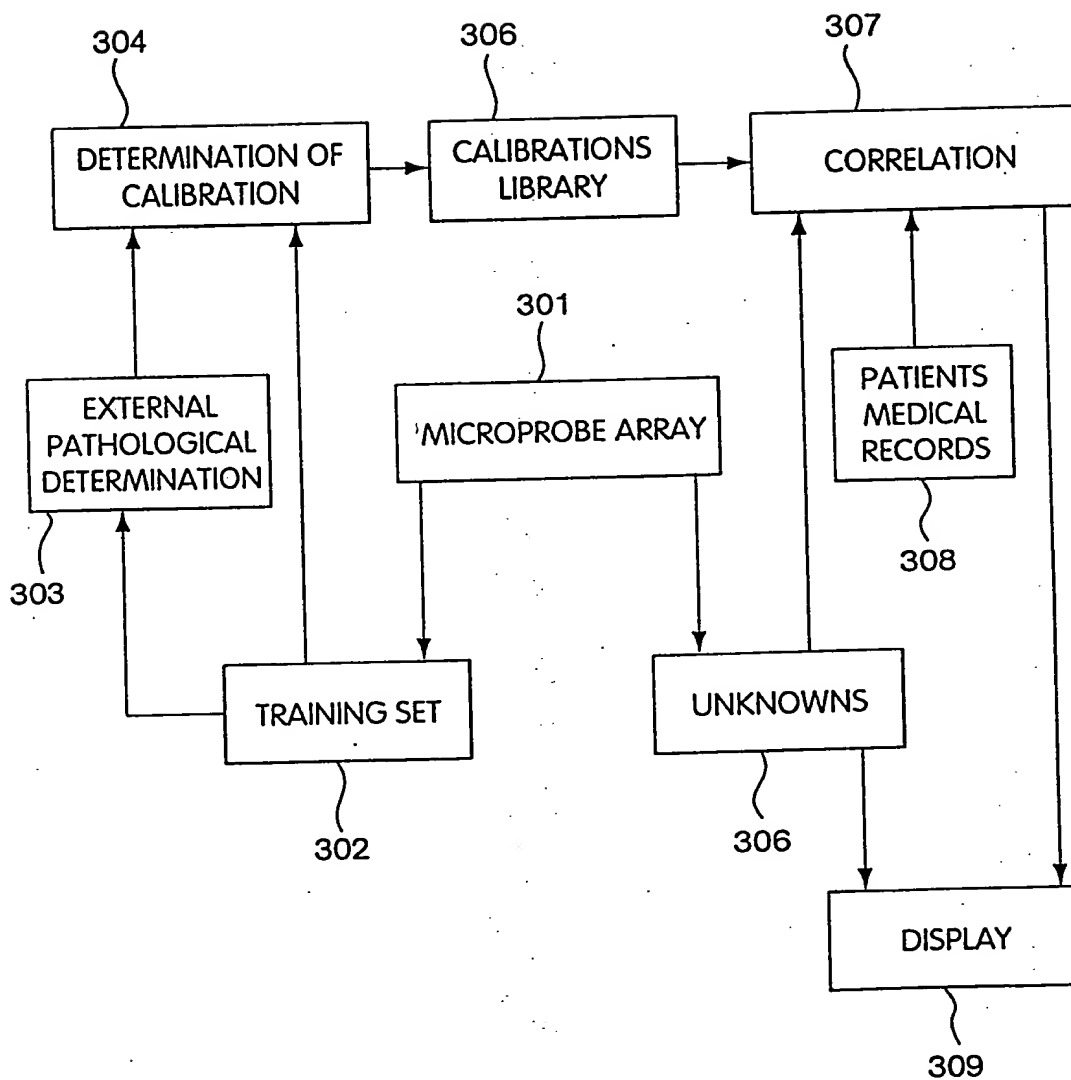 304
306
307
DETERMINATION OF
CALIBRATION
CALIBRATIONS
LIBRARY
CORRELATION
301
EXTERNAL
PATHOLOGICAL
DETERMINATION
MICROPROBE ARRAY
PATIENTS
MEDICAL
RECORDS
303
308
TRAINING SET
UNKNOWNS
302
306
DISPLAY
309